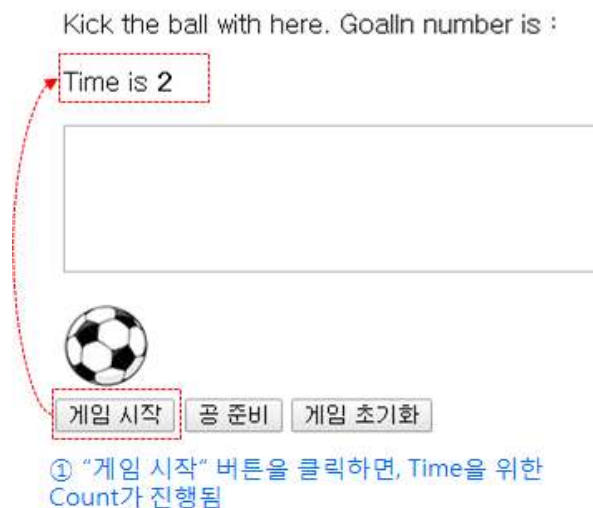 Kick the ball with here. GoalIn number is :
Time is 2
게임 시작 공 준비 게임 초기화
① “게임 시작“ 버튼을 클릭하면, Time을 위한
Count가 진행됨